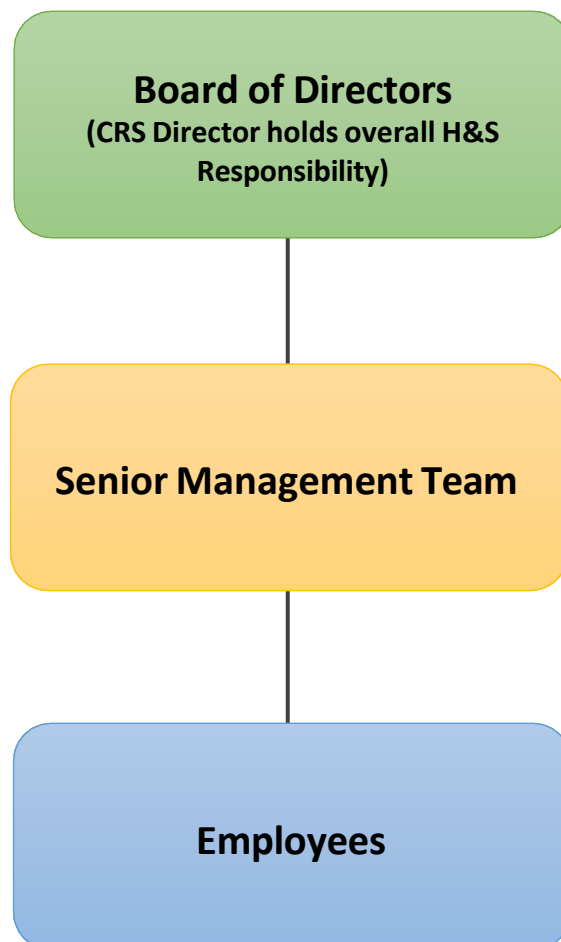 Board of Directors
(CRS Director holds overall H&S
Responsibility)
Senior Management Team
Employees